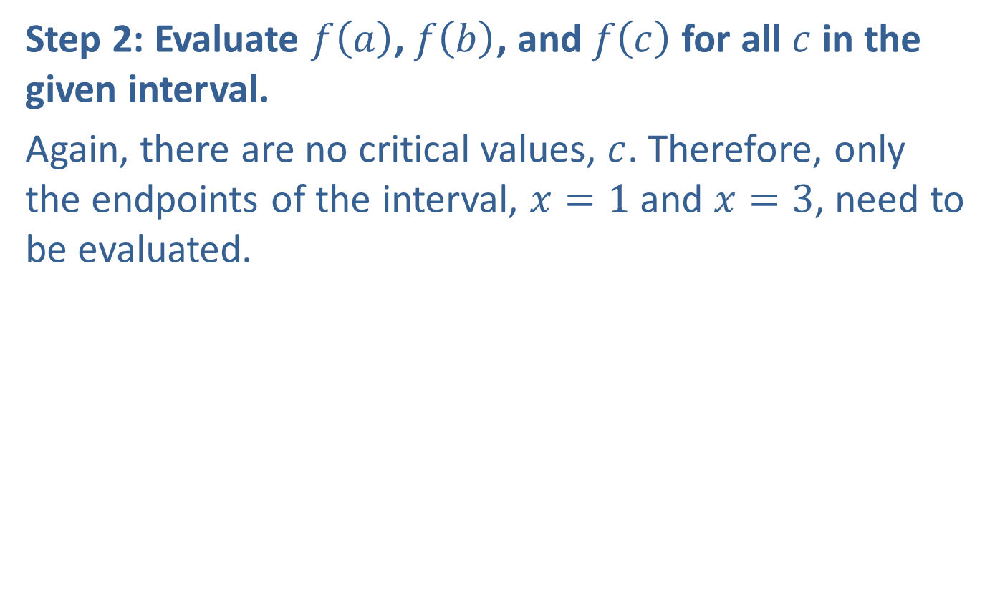 Step 2: Evaluate f(a), f(b), and f(c) for all c in the
given interval.
Again, there are no critical values, c. Therefore, only
the endpoints of the interval, x = 1 and x = 3, need to
be evaluated.